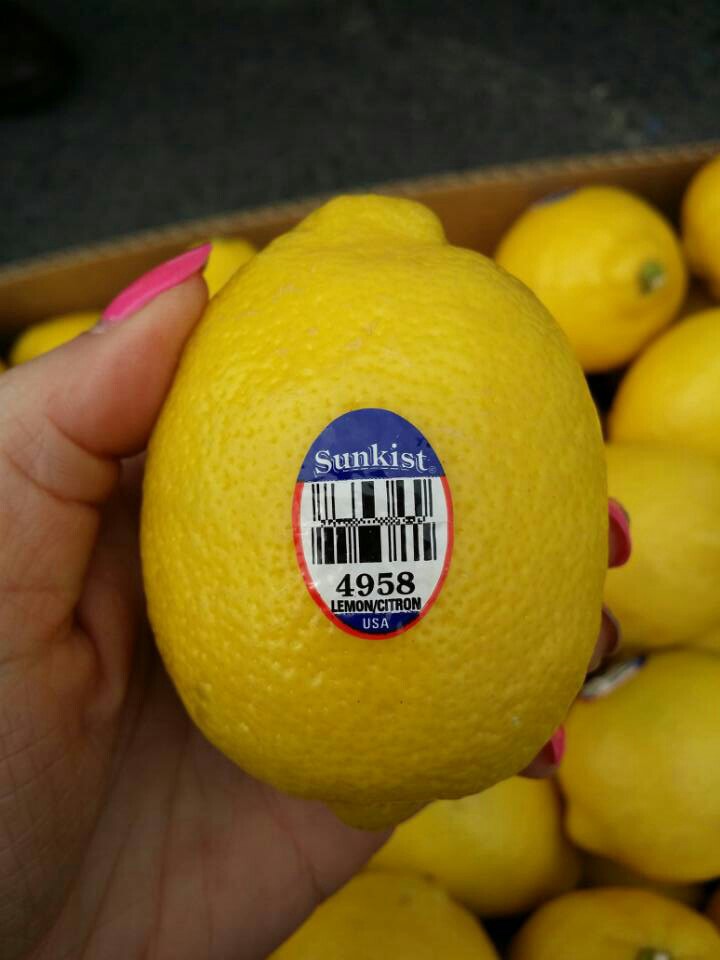 Sunkist
4958
LEMON/CITRON
USA